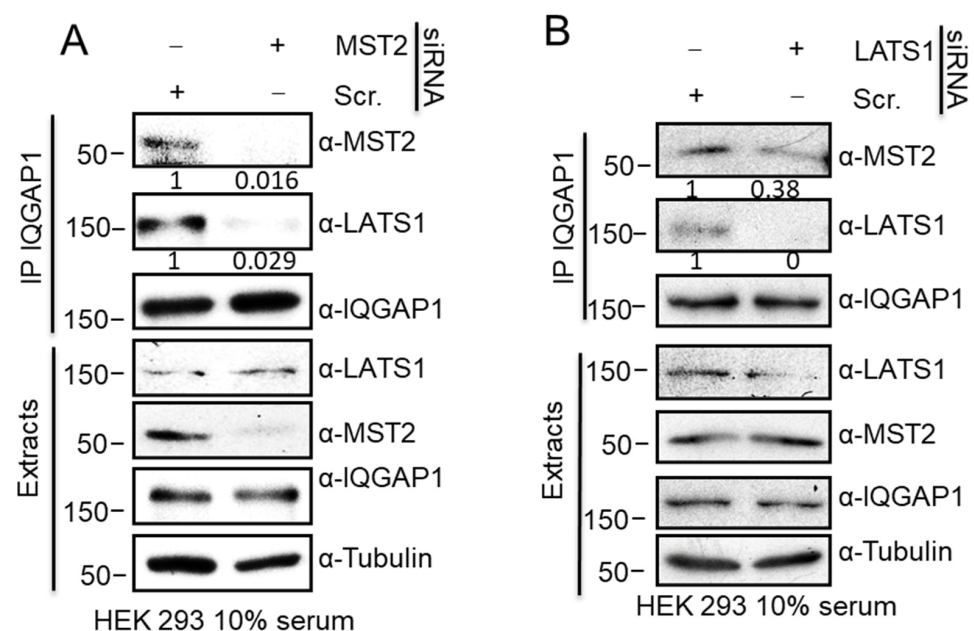 A
– + MST2
+ – Scr.
siRNA
IP IQGAP1
50– α-MST2
1 0.016
150– α-LATS1
1 0.029
150– α-IQGAP1
Extracts
150– α-LATS1
50– α-MST2
150– α-IQGAP1
50– α-Tubulin
HEK 293 10% serum
B
– + LATS1
+ – Scr.
siRNA
IP IQGAP1
50– α-MST2
1 0.38
150– α-LATS1
1 0
150– α-IQGAP1
Extracts
150– α-LATS1
50– α-MST2
150– α-IQGAP1
50– α-Tubulin
HEK 293 10% serum